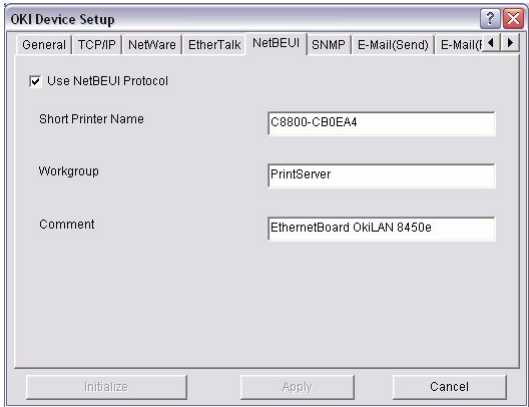 OKI Device Setup
General TCP/IP NetWare EtherTalk NetBEUI SNMP E-Mail(Send)
Use NetBEUI Protocol
Short Printer Name C8800-CB0EA4
Workgroup PrintServer
Comment EthernetBoard OkiLAN 8450e
Initialize Apply Cancel